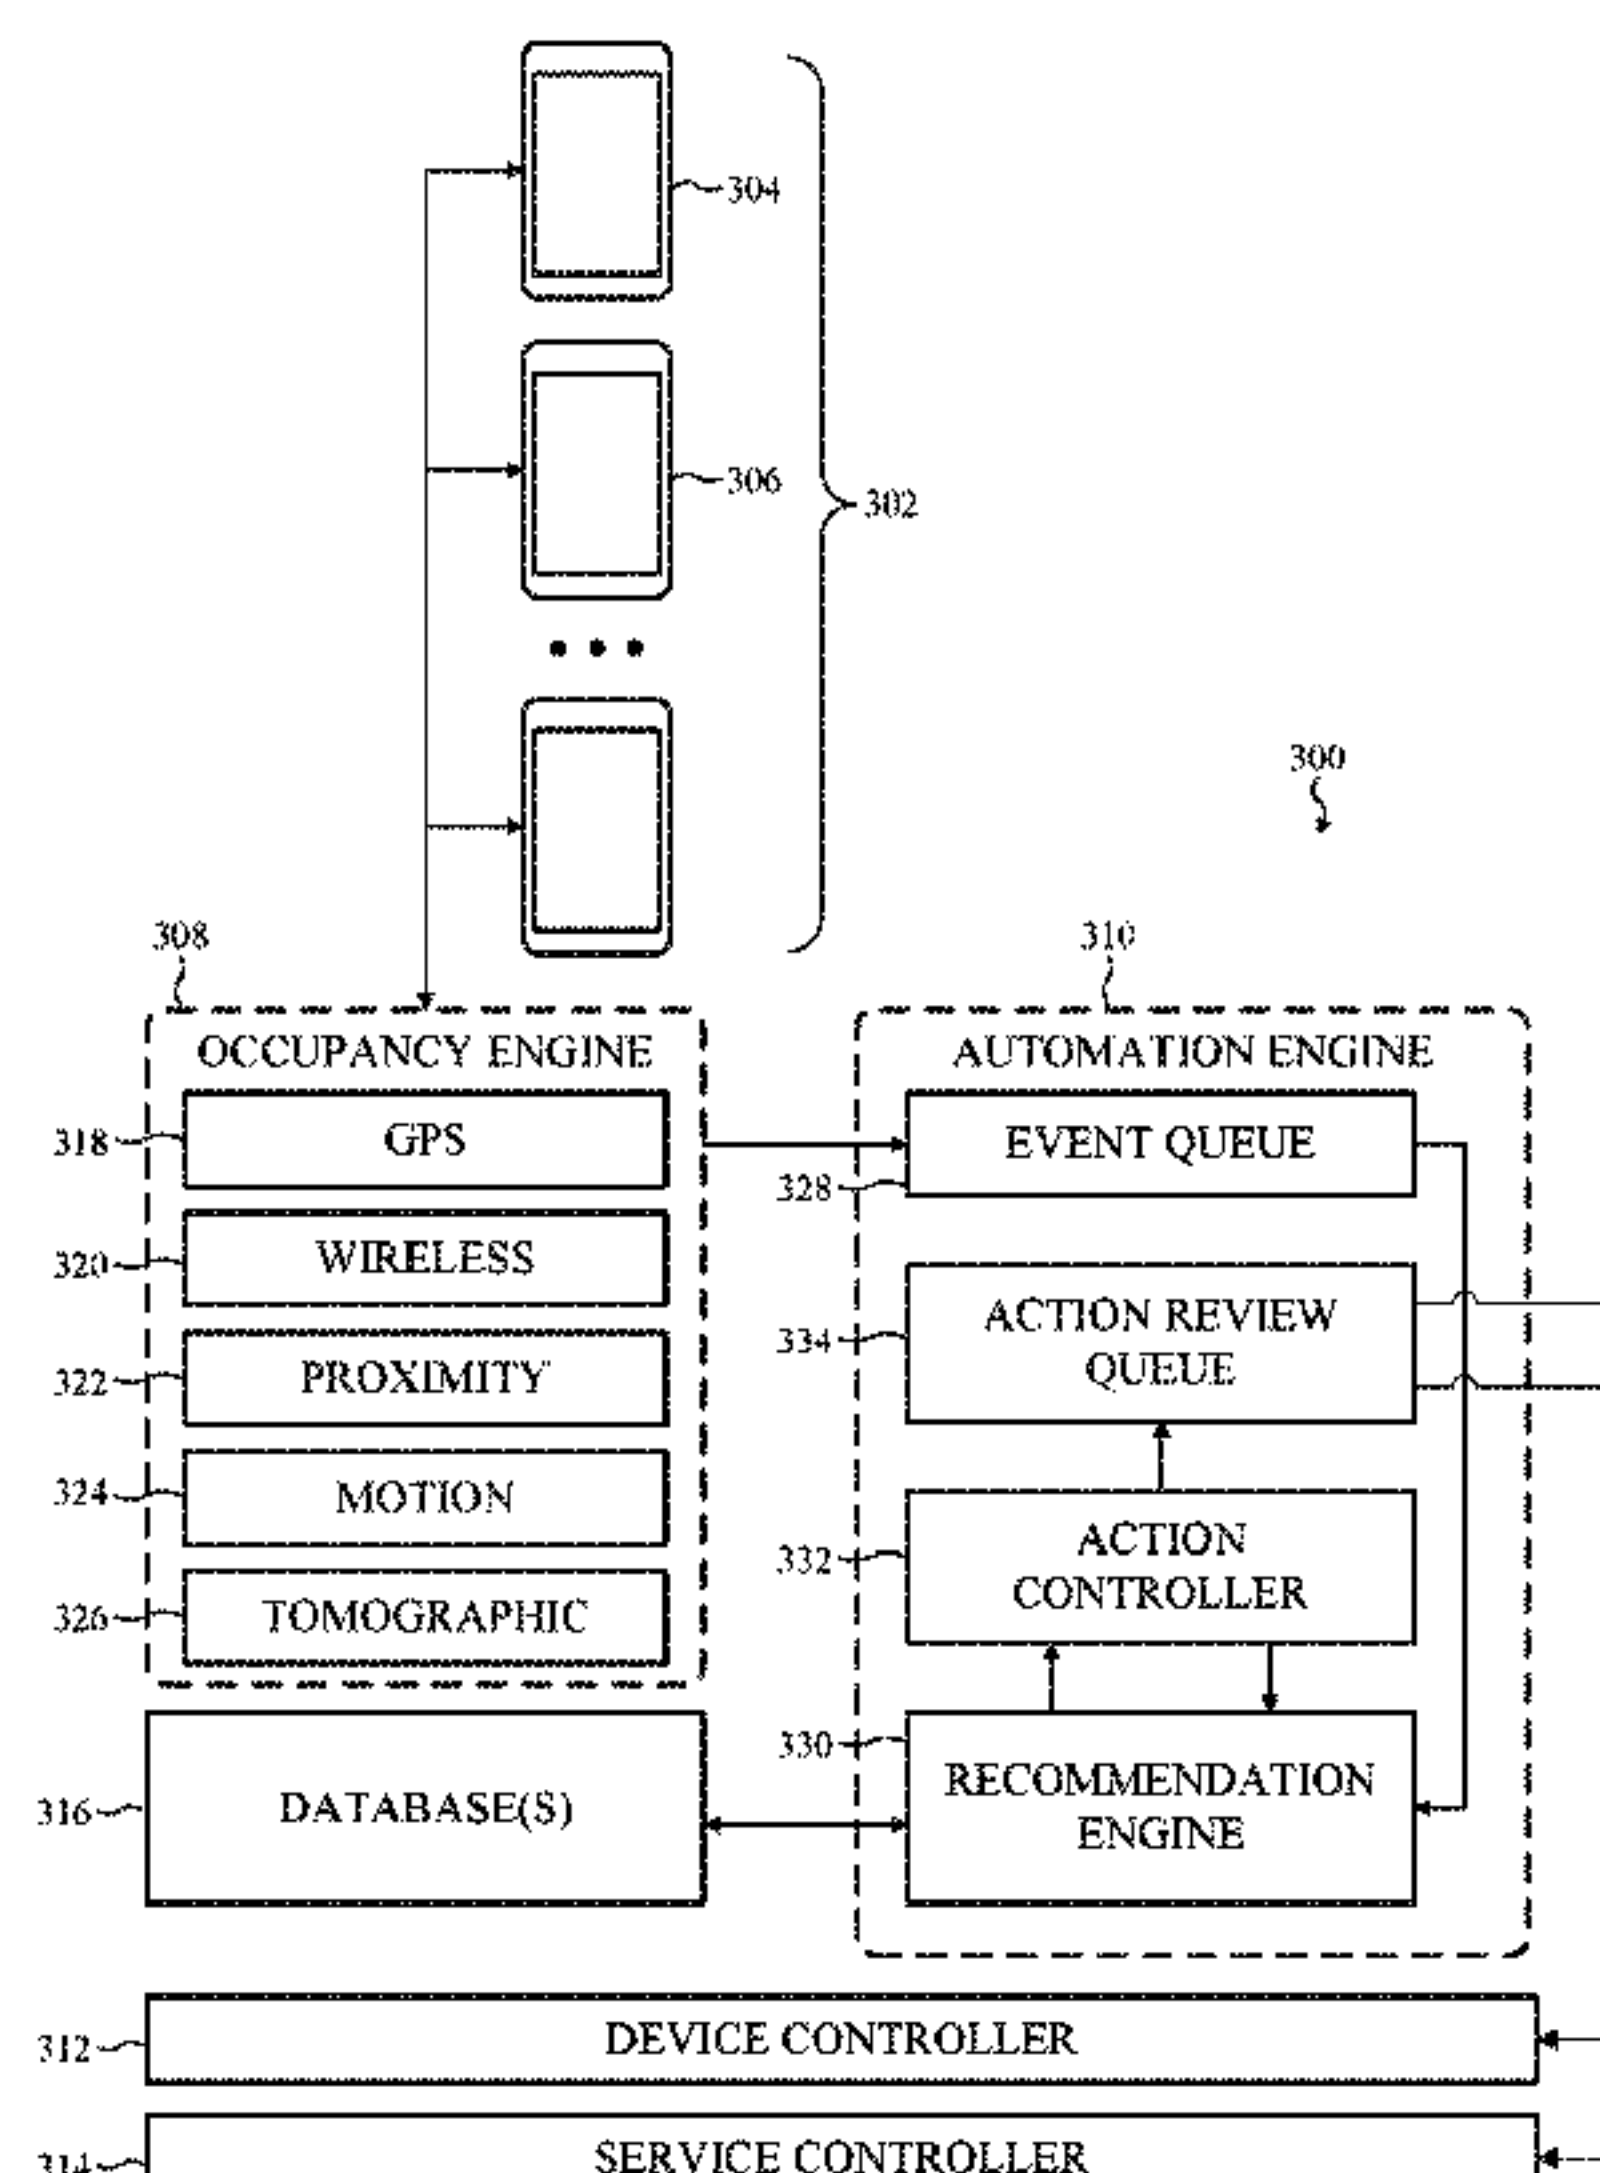 304
306
302
300
308
310
OCCUPANCY ENGINE
AUTOMATION ENGINE
318
GPS
EVENT QUEUE
328
320
WIRELESS
334
ACTION REVIEW
QUEUE
322
PROXIMITY
324
MOTION
332
ACTION
CONTROLLER
326
TOMOGRAPHIC
330
RECOMMENDATION
ENGINE
316
DATABASE(S)
312
DEVICE CONTROLLER
314
SERVICE CONTROLLER